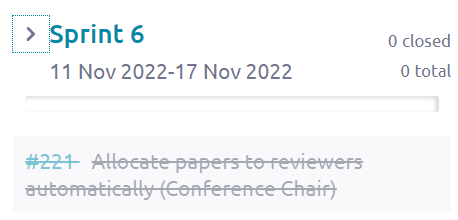 Sprint 6
0 closed
11 Nov 2022-17 Nov 2022
0 total
#221 Allocate papers to reviewers
automatically (Conference Chair)